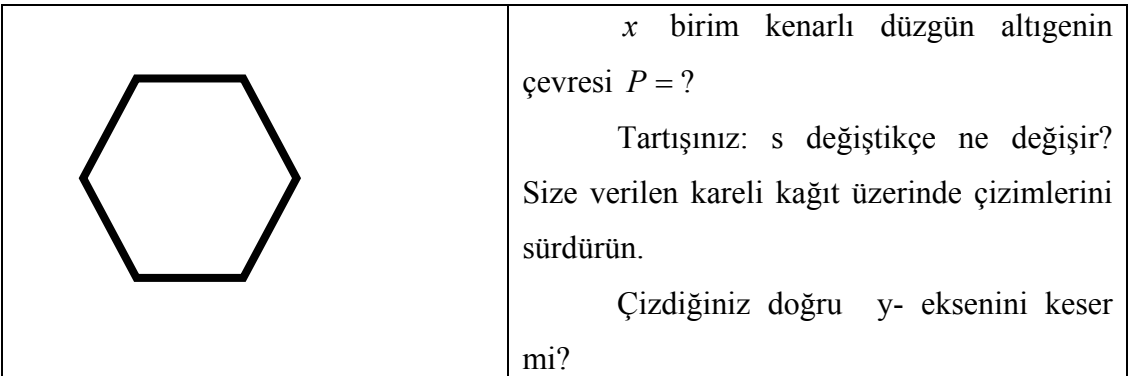 x birim kenarlı düzgün altıgenin
çevresi P = ?
Tartışınız: s değiştikçe ne değişir?
Size verilen kareli kağıt üzerinde çizimlerini
sürdürün.
Çizdiğiniz doğru y- eksenini keser
mi?